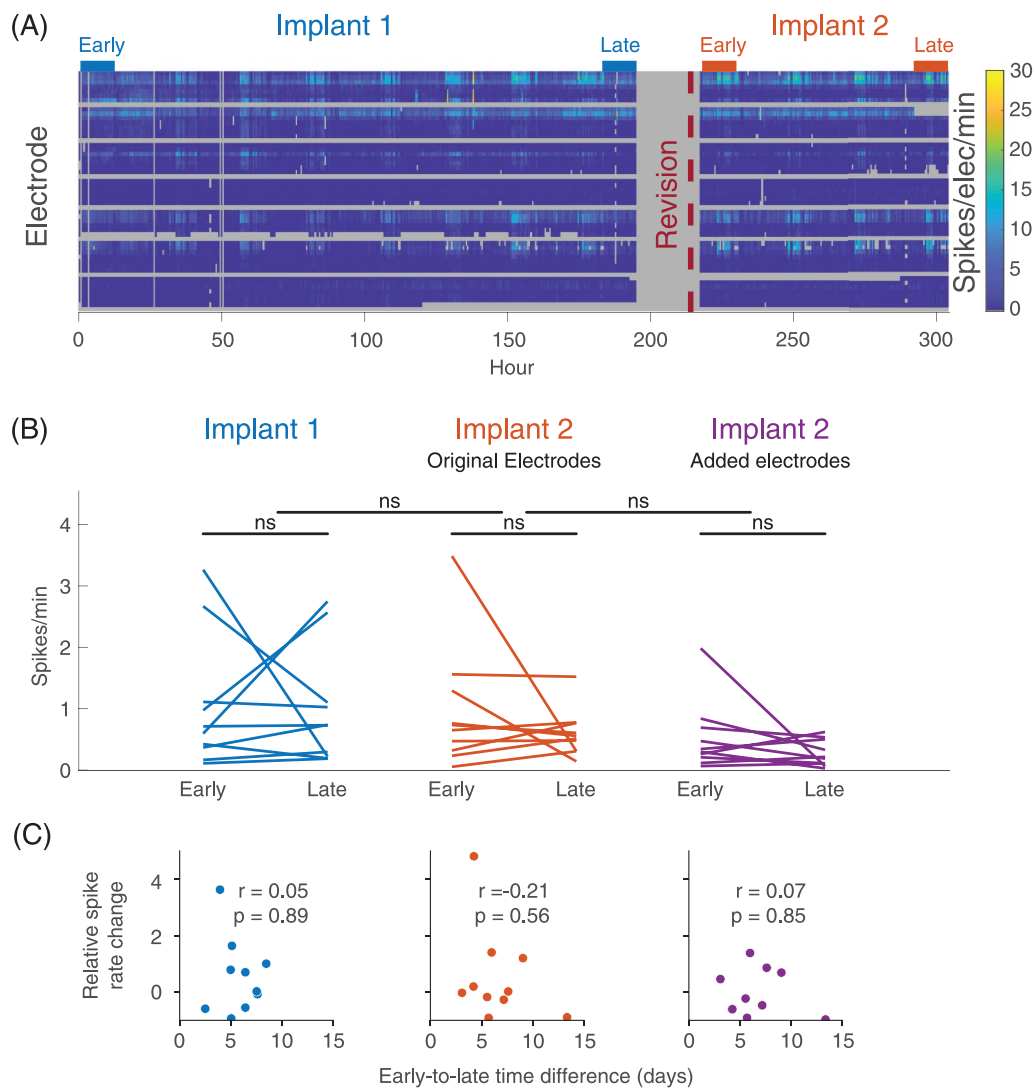 (A)
Implant 1
Implant 2
Early
Late
Early
Late
Electrode
Revision
30
25
20
15
10
5
0
Spikes/elec/min
0
50
100
150
200
250
300
Hour
(B)
Implant 1
Implant 2
Implant 2
Original Electrodes
Added electrodes
ns
ns
ns
ns
ns
4
3
2
1
0
Spikes/min
Early
Late
Early
Late
Early
Late
(C)
Relative spike
rate change
4
2
0
r = 0.05
p = 0.89
r =-0.21
p = 0.56
r = 0.07
p = 0.85
0
5
10
15
0
5
10
15
0
5
10
15
Early-to-late time difference (days)